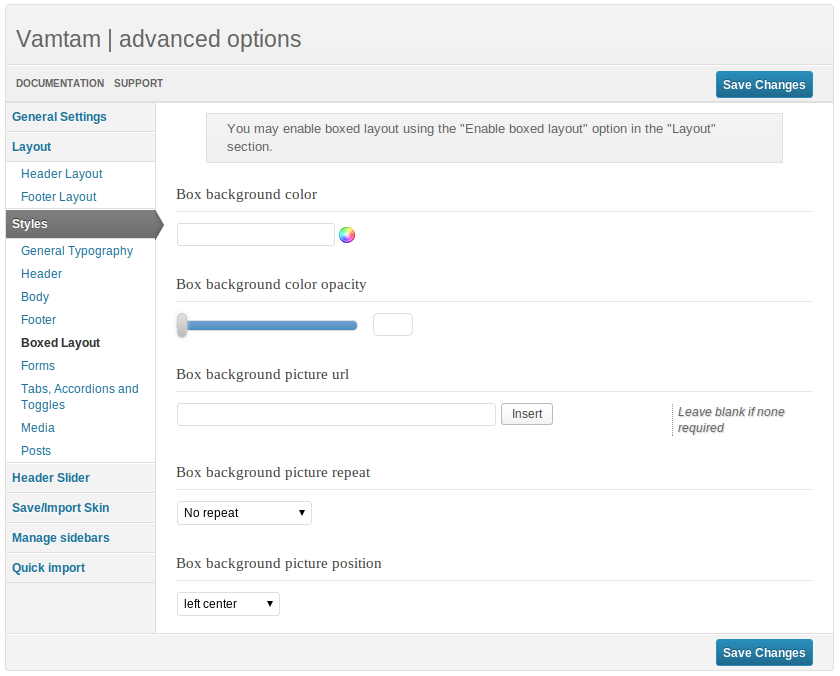 Vamtam | advanced options
DOCUMENTATION SUPPORT
Save Changes
General Settings
Layout
Header Layout
Footer Layout
Styles
General Typography
Header
Body
Footer
Boxed Layout
Forms
Tabs, Accordions and
Toggles
Media
Posts
Header Slider
Save/Import Skin
Manage sidebars
Quick import
You may enable boxed layout using the "Enable boxed layout" option in the "Layout"
section.
Box background color
Box background color opacity
Box background picture url
Insert
Leave blank if none
required
Box background picture repeat
No repeat
Box background picture position
left center
Save Changes